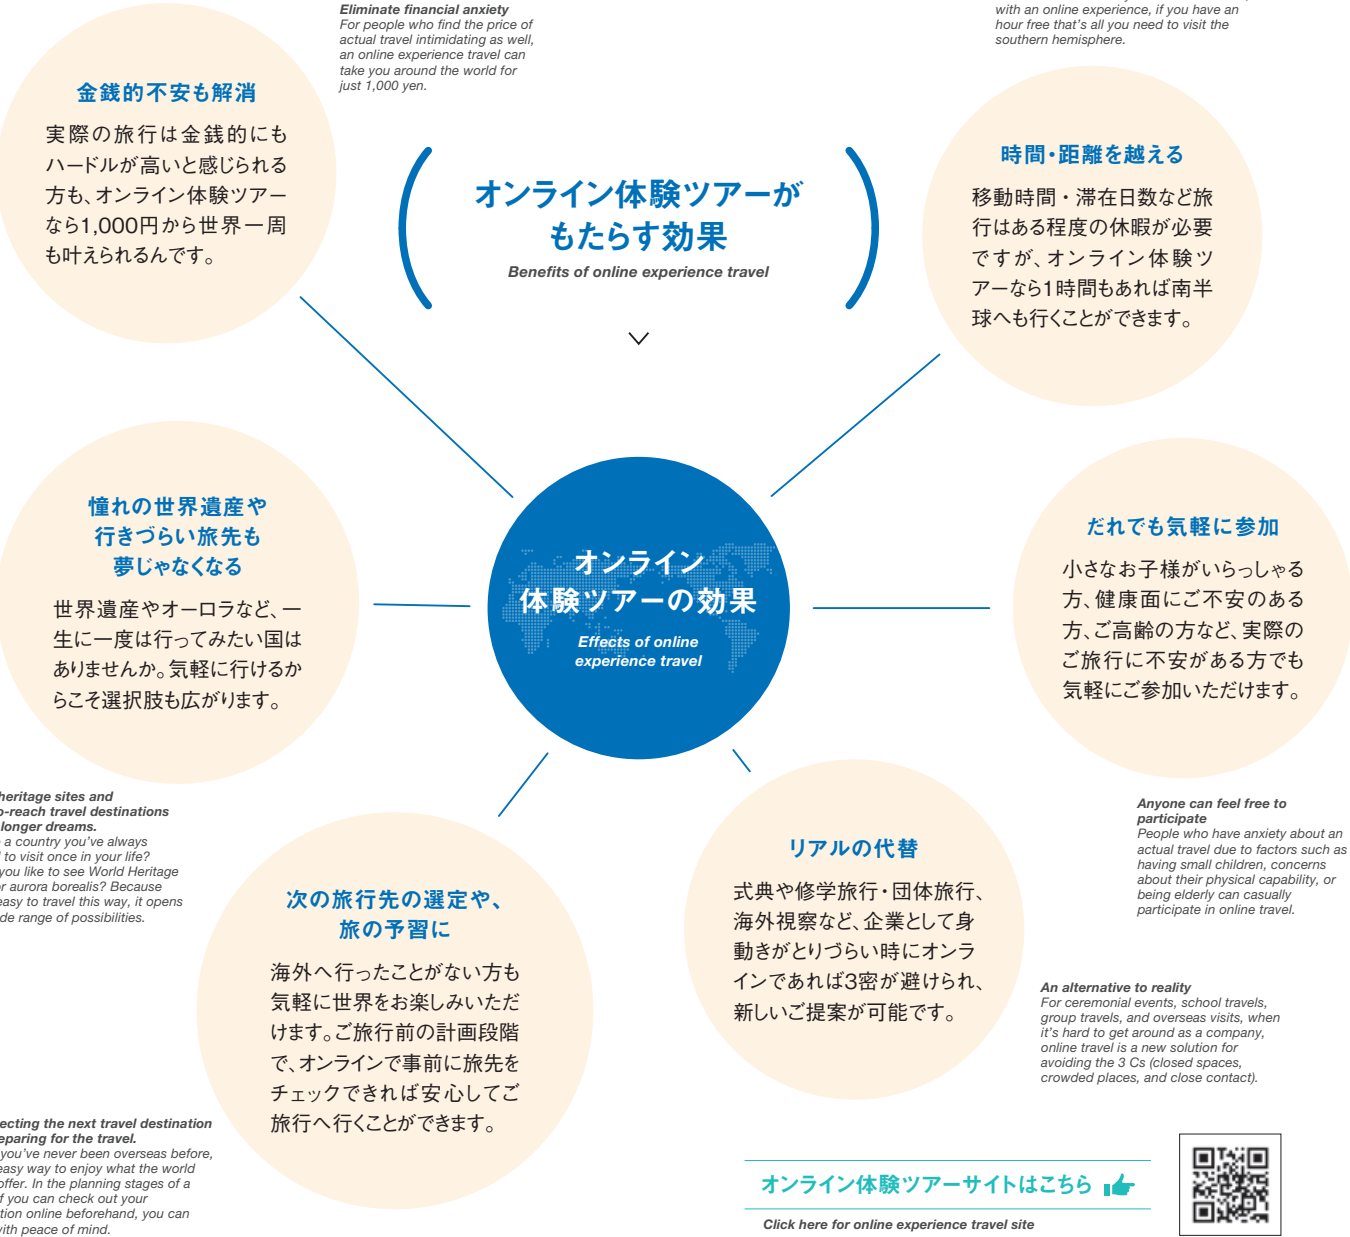 Eliminate financial anxiety
For people who find the price of
actual travel intimidating as well,
an online experience travel can
take you around the world for
just 1,000 yen.
with an online experience, if you have an
hour free that's all you need to visit the
southern hemisphere.
金銭的不安も解消
実際の旅行は金銭的にも
ハードルが高いと感じられる
方も、オンライン体験ツアー
なら1,000円から世界一周
も叶えられるんです。
オンライン体験ツアーが
もたらす効果
Benefits of online experience travel
時間・距離を越える
移動時間・滞在日数など旅
行はある程度の休暇が必要
ですが、オンライン体験ツ
アーなら1時間もあれば南半
球へも行くことができます。
憧れの世界遺産や
行きづらい旅先も
夢じゃなくなる
世界遺産やオーロラなど、一
生に一度は行ってみたい国は
ありませんか。気軽に行けるか
らこそ選択肢も広がります。
オンライン
体験ツアーの効果
Effects of online
experience travel
だれでも気軽に参加
小さなお子様がいらっしゃる
方、健康面にご不安のある
方、ご高齢の方など、実際の
ご旅行に不安がある方でも
気軽にご参加いただけます。
heritage sites and
o-reach travel destinations
longer dreams.
a country you've always
to visit once in your life?
you like to see World Heritage
or aurora borealis? Because
easy to travel this way, it opens
de range of possibilities.
Anyone can feel free to
participate
People who have anxiety about an
actual travel due to factors such as
having small children, concerns
about their physical capability, or
being elderly can casually
participate in online travel.
次の旅行先の選定や、
旅の予習に
海外へ行ったことがない方も
気軽に世界をお楽しみいただ
けます。ご旅行前の計画段階
で、オンラインで事前に旅先を
チェックできれば安心してご
旅行へ行くことができます。
リアルの代替
式典や修学旅行・団体旅行、
海外視察など、企業として身
動きがとりづらい時にオンラ
インであれば3密が避けられ、
新しいご提案が可能です。
An alternative to reality
For ceremonial events, school travels,
group travels, and overseas visits, when
it's hard to get around as a company,
online travel is a new solution for
avoiding the 3 Cs (closed spaces,
crowded places, and close contact).
ecting the next travel destination
eparing for the travel.
you've never been overseas before,
easy way to enjoy what the world
offer. In the planning stages of a
if you can check out your
tion online beforehand, you can
with peace of mind.
オンライン体験ツアーサイトはこちら
Click here for online experience travel site